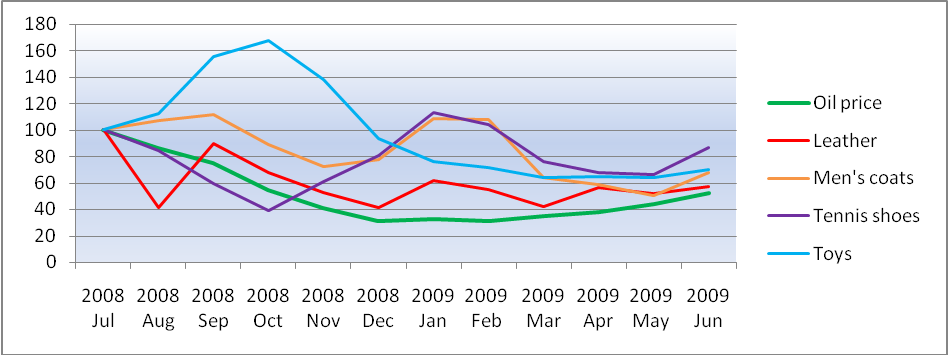 180
160
140
120
100
80
60
40
20
0
2008 2008 2008 2008 2008 2008 2009 2009 2009 2009 2009 2009
Jul Aug Sep Oct Nov Dec Jan Feb Mar Apr May Jun
Oil price
Leather
Men's coats
Tennis shoes
Toys